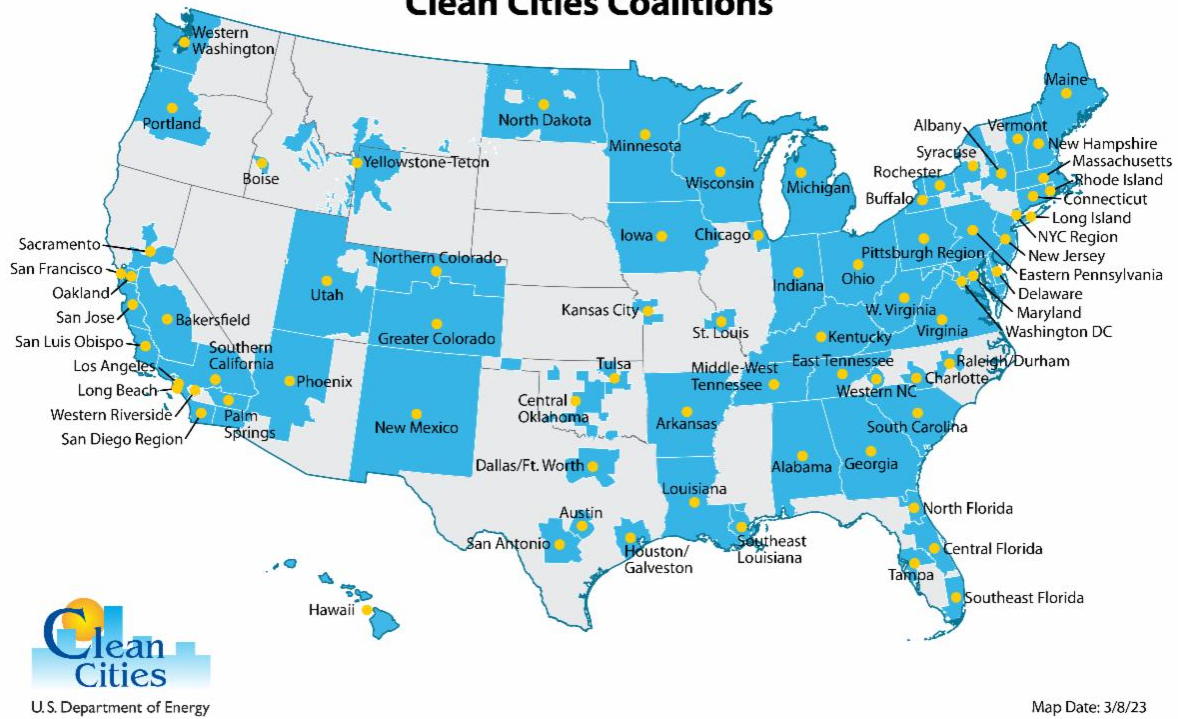 Clean Cities Coalitions
Western
Washington
Portland
Boise
Yellowstone-Teton
North Dakota
Minnesota
Wisconsin
Michigan
Iowa
Chicago
Maine
Albany
Vermont
New Hampshire
Syracuse
Massachusetts
Rochester
Rhode Island
Buffalo
Connecticut
Long Island
NYC Region
New Jersey
Pittsburgh Region
Eastern Pennsylvania
Delaware
Maryland
Washington DC
Sacramento
San Francisco
Oakland
San Jose
Bakersfield
San Luis Obispo
Southern
California
Los Angeles
Long Beach
Western Riverside
San Diego Region
Palm
Springs
Utah
Northern Colorado
Greater Colorado
Phoenix
New Mexico
Kansas City
St. Louis
Indiana
Ohio
W. Virginia
Virginia
Kentucky
Tulsa
Central
Oklahoma
Middle-West
Tennessee
East Tennessee
Raleigh/Durham
Charlotte
Western NC
Arkansas
South Carolina
Dallas/Ft. Worth
Louisiana
Alabama
Georgia
Austin
San Antonio
Houston/
Galveston
Southeast
Louisiana
North Florida
Central Florida
Tampa
Southeast Florida
Hawaii
Clean
Cities
U.S. Department of Energy
Map Date: 3/8/23